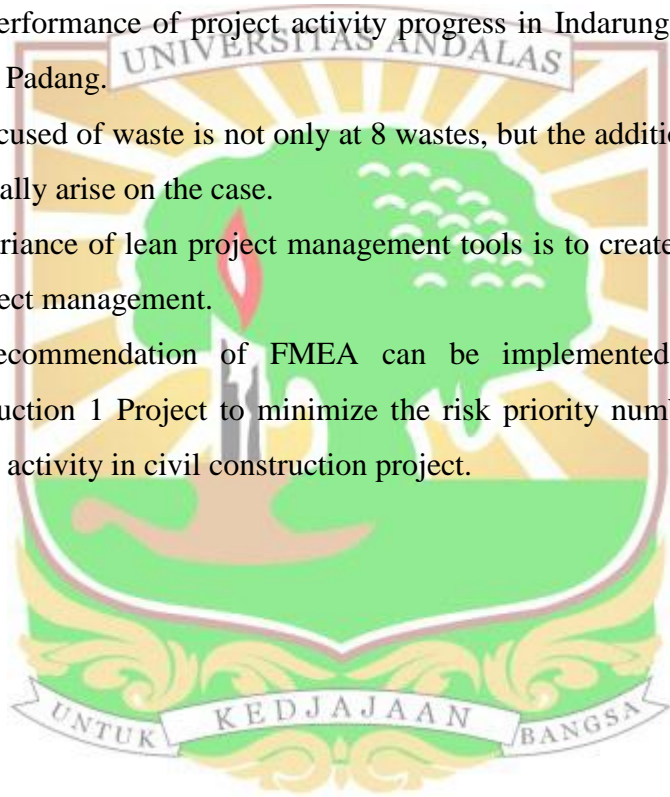 erformance of project activity progress in Indarung
UNIVERSITAS ANDALAS
Padang.
cused of waste is not only at 8 wastes, but the additio
ally arise on the case.
riance of lean project management tools is to create
ect management.
ecommendation of FMEA can be implemented
uction 1 Project to minimize the risk priority num
activity in civil construction project.
UNTUK KEDJAJAAN BANGSA